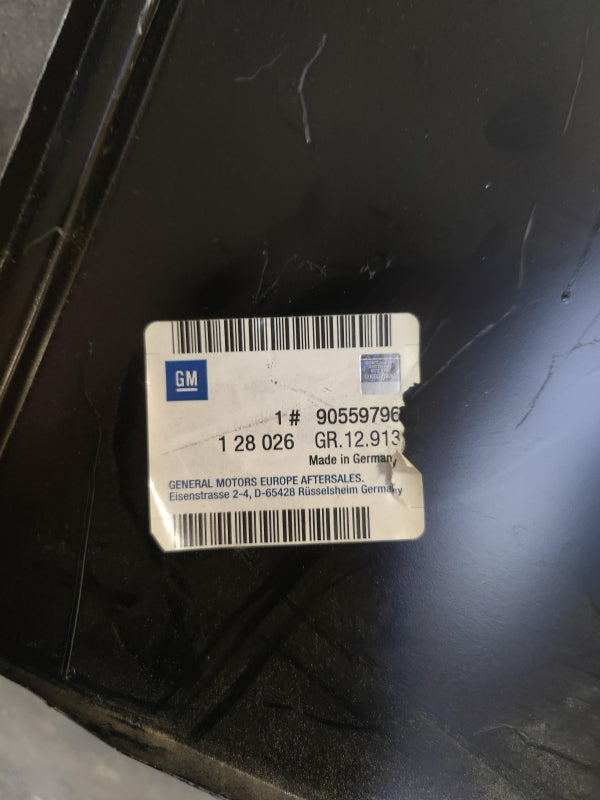 GM
1 # 90559796
1 28 026 GR.12.913
Made in Germany
GENERAL MOTORS EUROPE AFTERSALES.
Eisenstrasse 2-4, D-65428 Rüsselsheim Germany